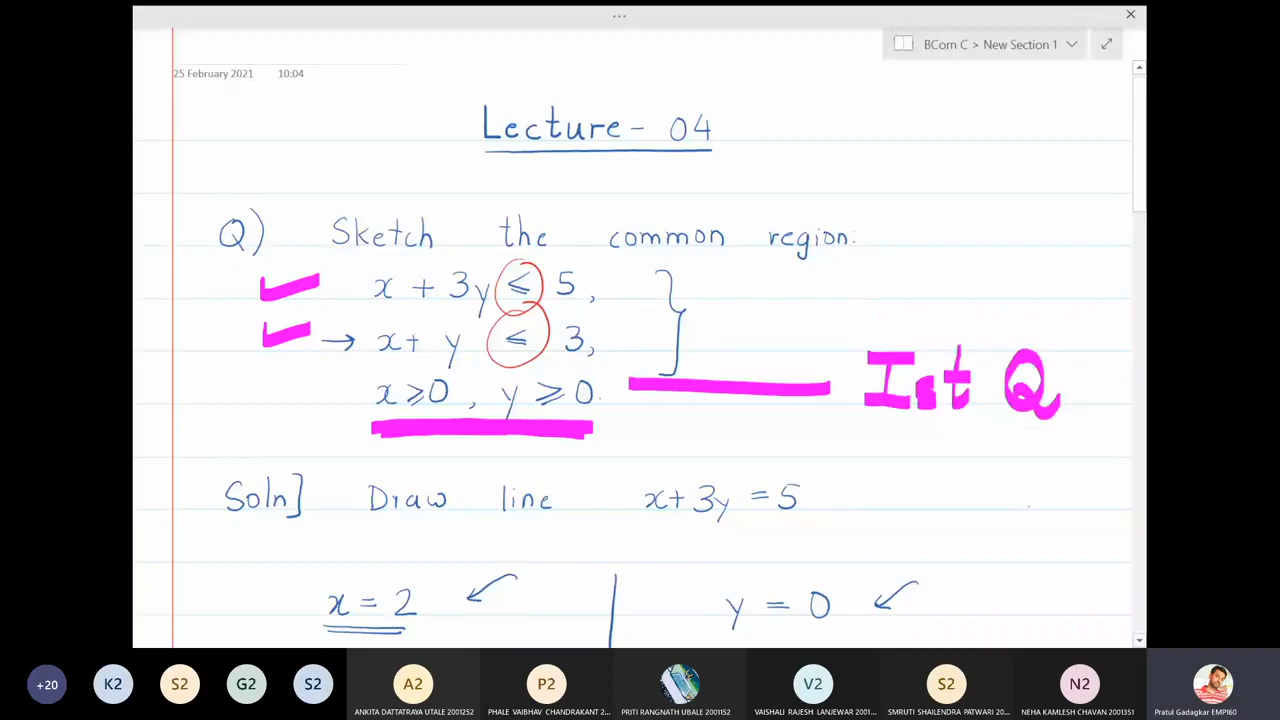 BCom C > New Section 1
25 February 2021 10:04
Lecture - 04
Q) Sketch the common region:
x + 3y ≤ 5,
→ x + y ≤ 3,
x ≥ 0, y ≥ 0.
Ist Q
Soln] Draw line x + 3y = 5
x = 2 y = 0
+20 K2 S2 G2 S2 A2 P2 V2 S2 N2
ANKITA DATTATRAYA UTALE 2001252 PHALE VAIBHAV CHANDRAKANT 2... PRITI RANGNATH UBALE 2001152 VAISHALI RAJESH LANJEWAR 2001... SMRUTI SHAILENDRA PATWARI 20... NEHA KAMLESH CHAVAN 2001351 Pratul Gadagkar EMP160